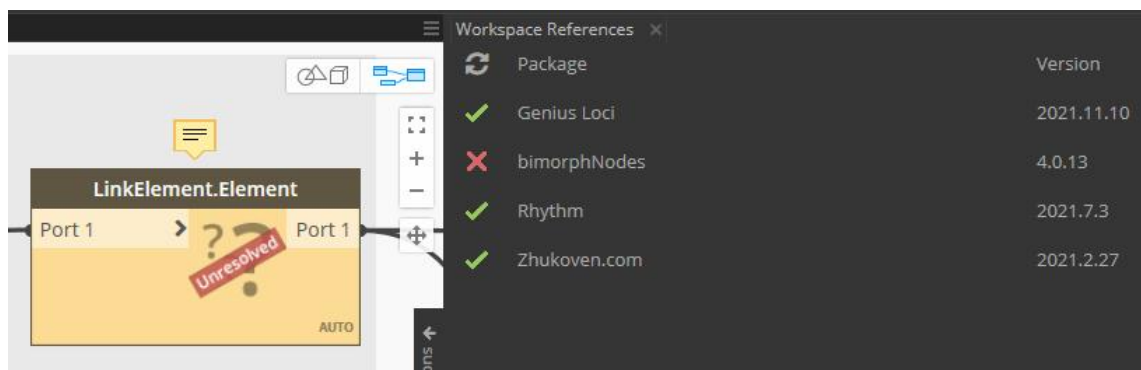 Workspace References
Package Version
Genius Loci 2021.11.10
bimorphNodes 4.0.13
Rhythm 2021.7.3
Zhukoven.com 2021.2.27
LinkElement.Element
Port 1 > ?? Port 1
Unresolved
AUTO
ons